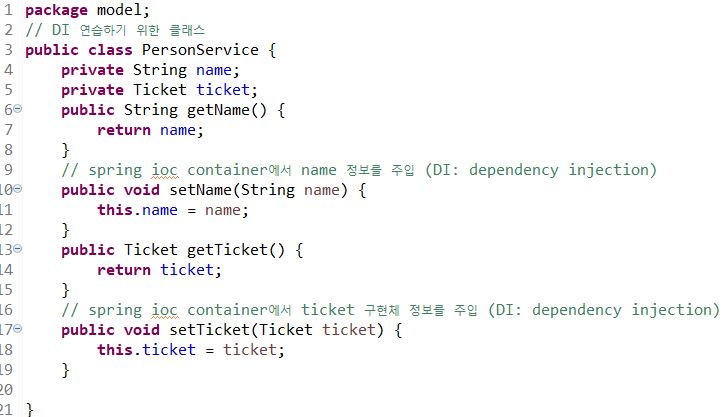 1 package model;
2 // DI 연습하기 위한 클래스
3 public class PersonService {
4     private String name;
5     private Ticket ticket;
6     public String getName() {
7         return name;
8     }
9     // spring ioc container에서 name 정보를 주입 (DI: dependency injection)
10     public void setName(String name) {
11         this.name = name;
12     }
13     public Ticket getTicket() {
14         return ticket;
15     }
16     // spring ioc container에서 ticket 구현체 정보를 주입 (DI: dependency injection)
17     public void setTicket(Ticket ticket) {
18         this.ticket = ticket;
19     }
20
21 }